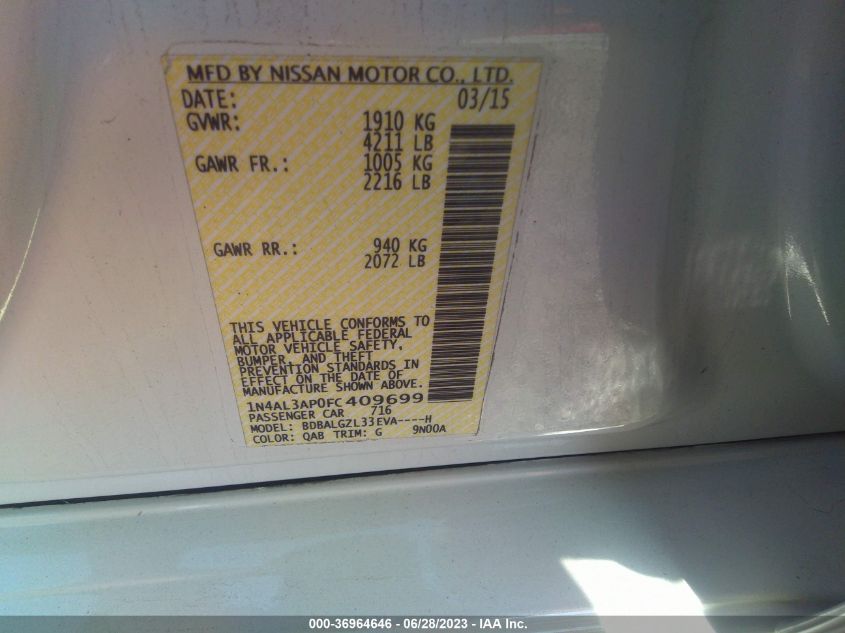 MFD BY NISSAN MOTOR CO., LTD.
DATE: 03/15
GVWR: 1910 KG
4211 LB
GAWR FR.: 1005 KG
2216 LB
GAWR RR.: 940 KG
2072 LB
THIS VEHICLE CONFORMS TO
ALL APPLICABLE FEDERAL
MOTOR VEHICLE SAFETY,
BUMPER, AND THEFT
PREVENTION STANDARDS IN
EFFECT ON THE DATE OF
MANUFACTURE SHOWN ABOVE.
1N4AL3AP0FC409699
PASSENGER CAR 716
MODEL: BDBALGZL33EVA----H
COLOR: QAB TRIM: G 9N00A
000-36964646 - 06/28/2023 - IAA Inc.